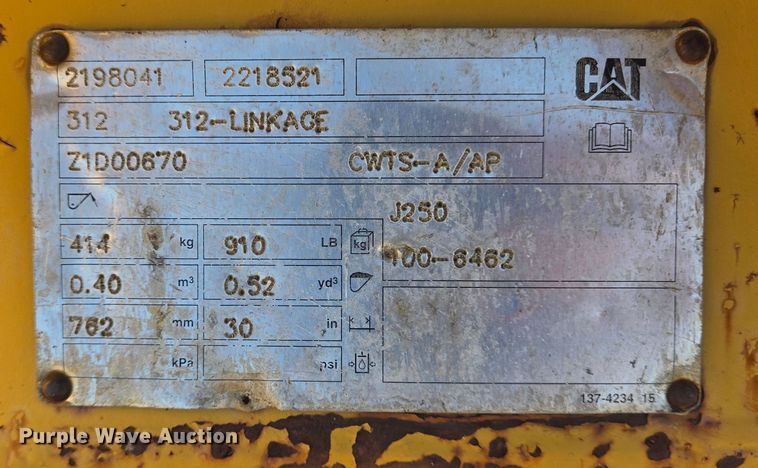 2198041 2218521 CAT
312 312-LINKAGE
Z1D00670 CWTS-A/AP
J250
414 kg 910 LB kg 100-6462
0.40 m³ 0.52 yd³
762 mm 30 in
kPa psi
137-4234 15
Purple Wave Auction